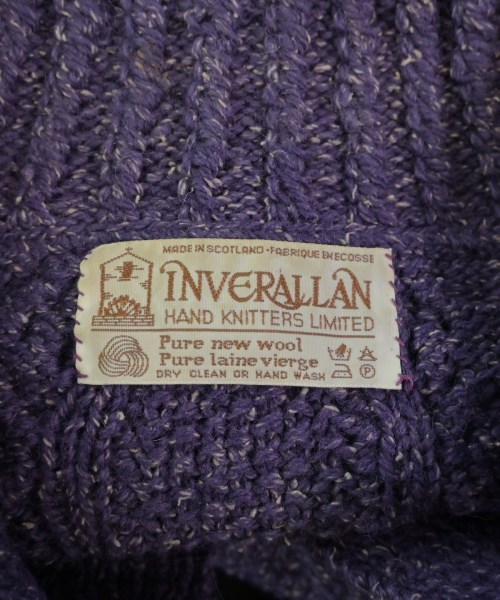 MADE IN SCOTLAND • FABRIQUE EN ECOSSE
INVERALLAN
HAND KNITTERS LIMITED
Pure new wool
Pure laine vierge
DRY CLEAN OR HAND WASH
P